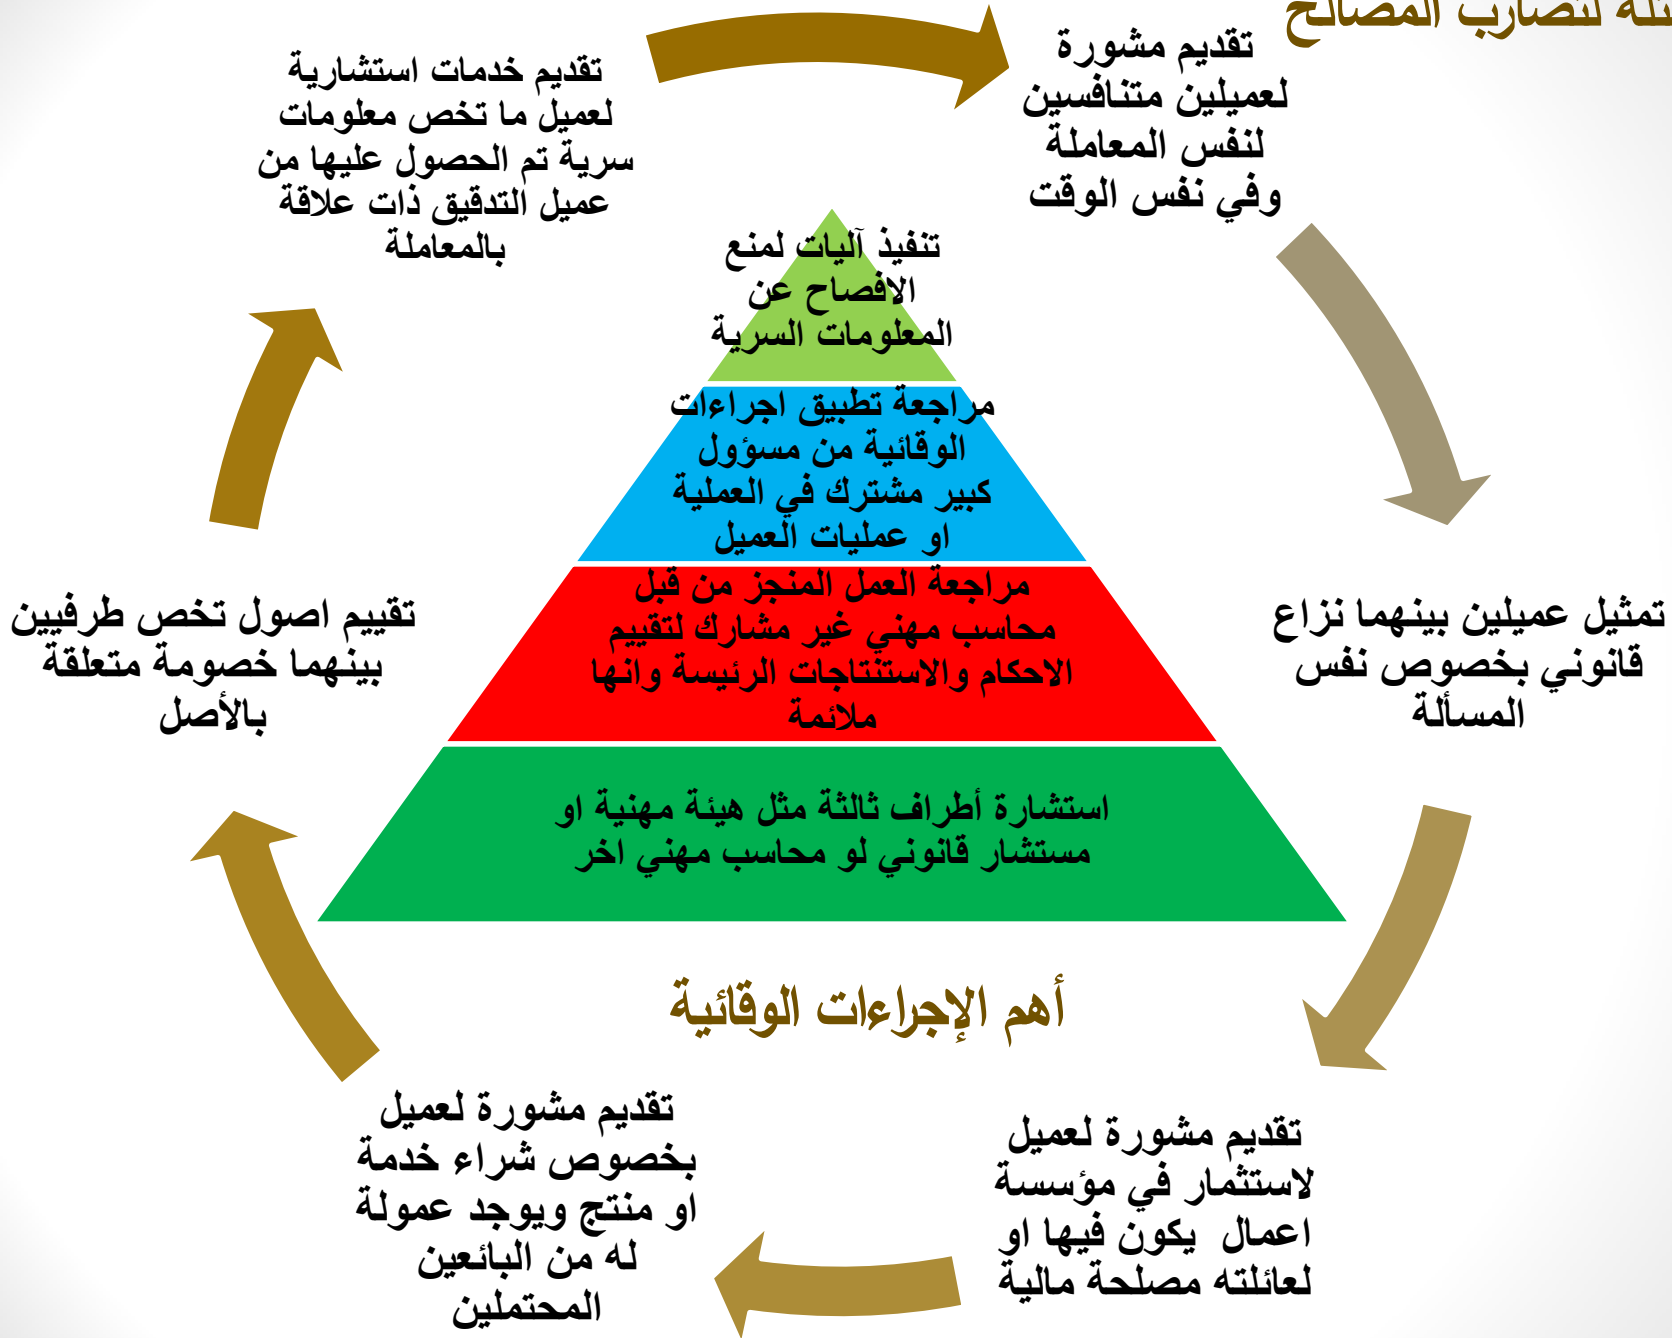 لتضارب المصالح
تقديم مشورة
لعميلين متنافسين
لنفس المعاملة
وفي نفس الوقت
تمثيل عميلين بينهما نزاع
قانوني بخصوص نفس
المسألة
تقديم مشورة لعميل
لاستثمار في مؤسسة
اعمال يكون فيها او
لعائلته مصلحة مالية
تقديم مشورة لعميل
بخصوص شراء خدمة
او منتج ويوجد عمولة
له من البائعين
المحتملين
تقييم اصول تخص طرفيين
بينهما خصومة متعلقة
بالأصل
تقديم خدمات استشارية
لعميل ما تخص معلومات
سرية تم الحصول عليها من
عميل التدقيق ذات علاقة
بالمعاملة
تنفيذ آليات لمنع
الافصاح عن
المعلومات السرية
مراجعة تطبيق اجراءات
الوقائية من مسؤول
كبير مشترك في العملية
او عمليات العميل
مراجعة العمل المنجز من قبل
محاسب مهني غير مشارك لتقييم
الاحكام والاستنتاجات الرئيسة وانها
ملائمة
استشارة أطراف ثالثة مثل هيئة مهنية او
مستشار قانوني لو محاسب مهني اخر
أهم الإجراءات الوقائية